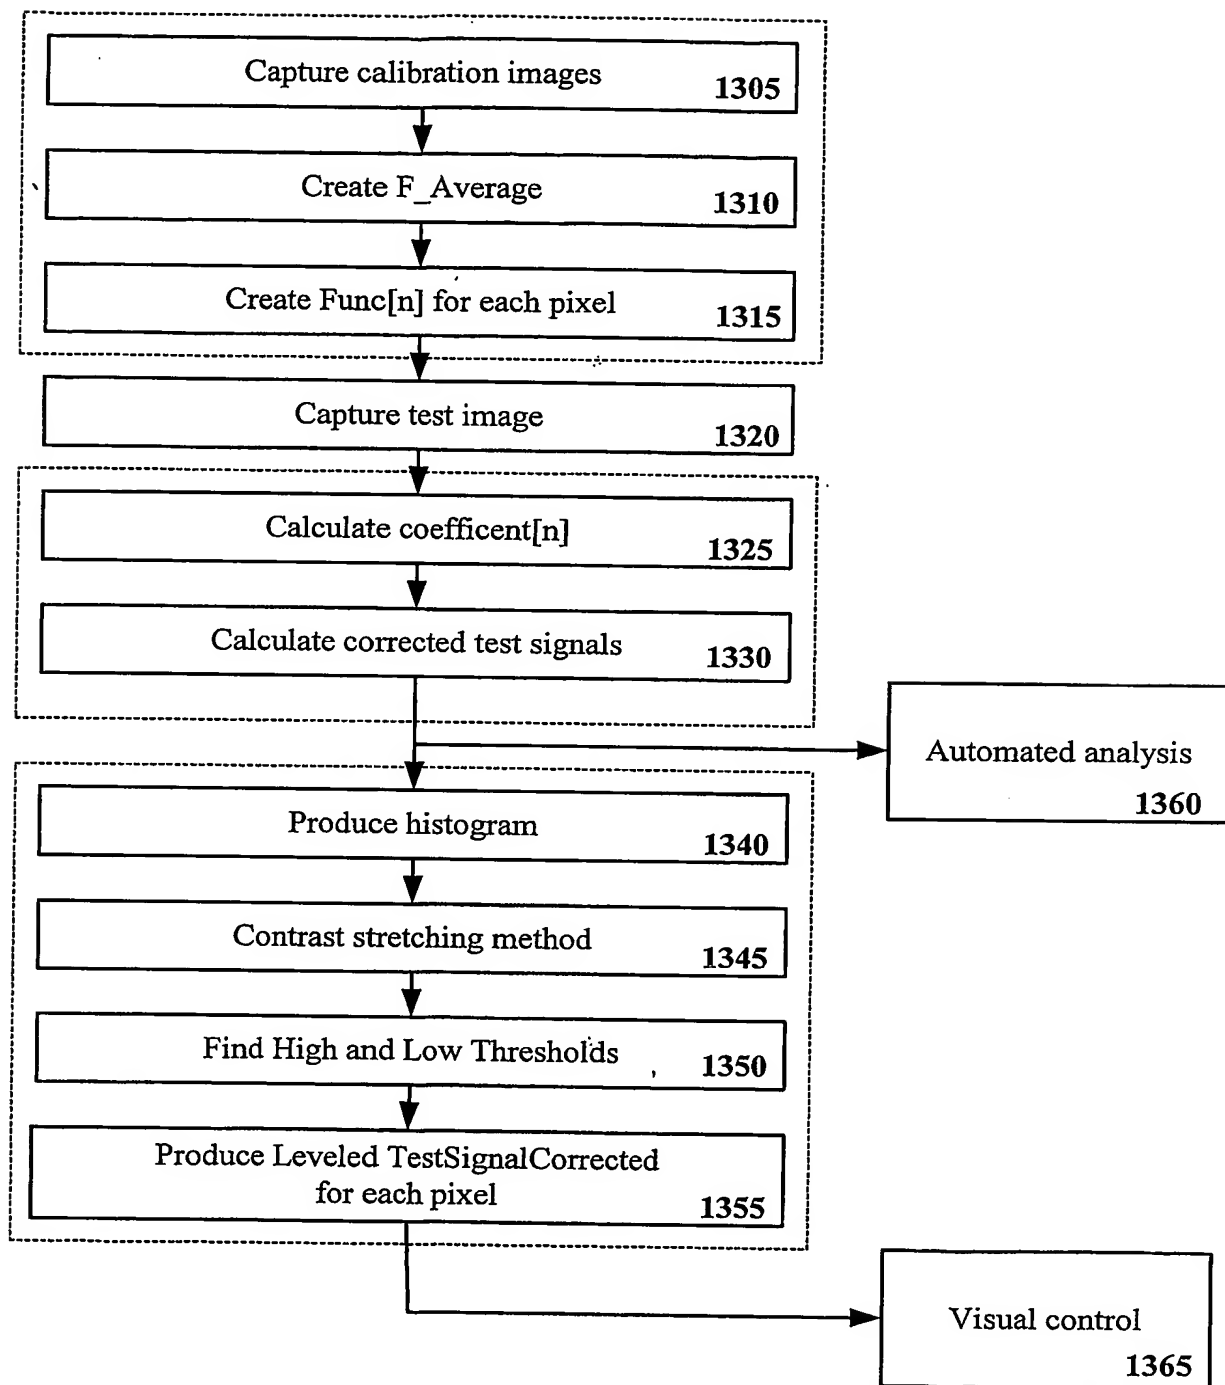 Capture calibration images
1305
Create F_Average
1310
Create Func[n] for each pixel
1315
Capture test image
1320
Calculate coefficent[n]
1325
Calculate corrected test signals
1330
Automated analysis
1360
Produce histogram
1340
Contrast stretching method
1345
Find High and Low Thresholds
1350
Produce Leveled TestSignalCorrected
for each pixel
1355
Visual control
1365